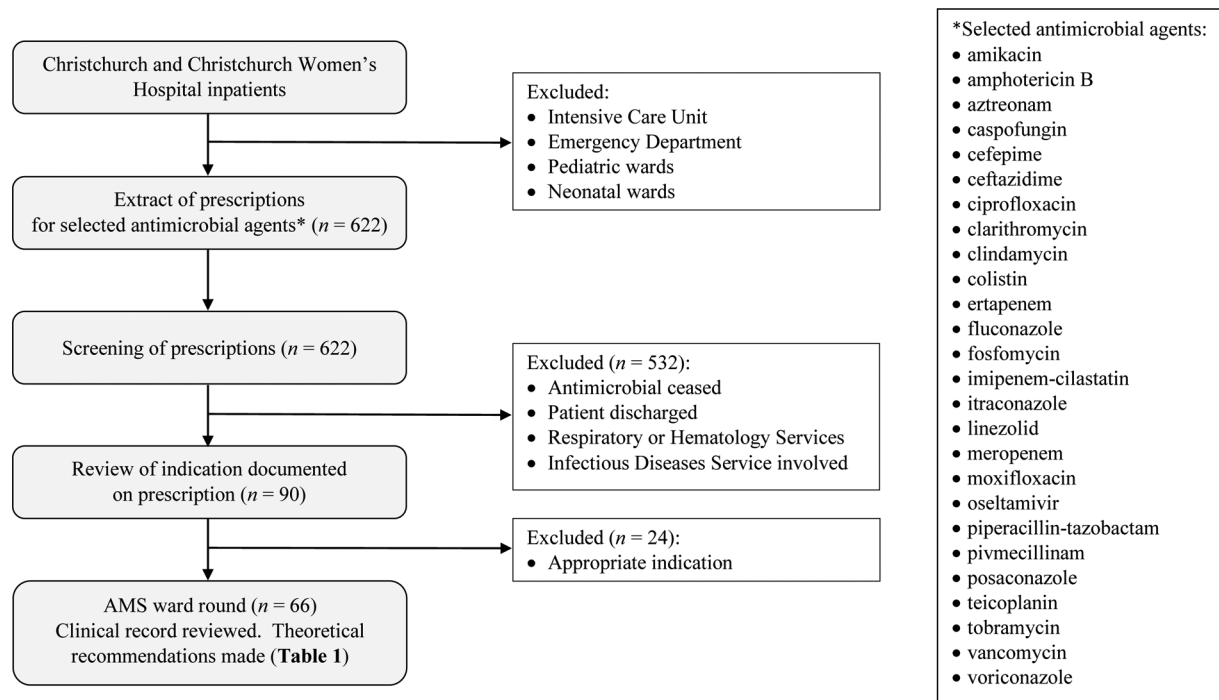 Christchurch and Christchurch Women’s
Hospital inpatients
Excluded:
• Intensive Care Unit
• Emergency Department
• Pediatric wards
• Neonatal wards
Extract of prescriptions
for selected antimicrobial agents* (n = 622)
Screening of prescriptions (n = 622)
Excluded (n = 532):
• Antimicrobial ceased
• Patient discharged
• Respiratory or Hematology Services
• Infectious Diseases Service involved
Review of indication documented
on prescription (n = 90)
Excluded (n = 24):
• Appropriate indication
AMS ward round (n = 66)
Clinical record reviewed.  Theoretical
recommendations made (Table 1)
*Selected antimicrobial agents:
• amikacin
• amphotericin B
• aztreonam
• caspofungin
• cefepime
• ceftazidime
• ciprofloxacin
• clarithromycin
• clindamycin
• colistin
• ertapenem
• fluconazole
• fosfomycin
• imipenem-cilastatin
• itraconazole
• linezolid
• meropenem
• moxifloxacin
• oseltamivir
• piperacillin-tazobactam
• pivmecillinam
• posaconazole
• teicoplanin
• tobramycin
• vancomycin
• voriconazole